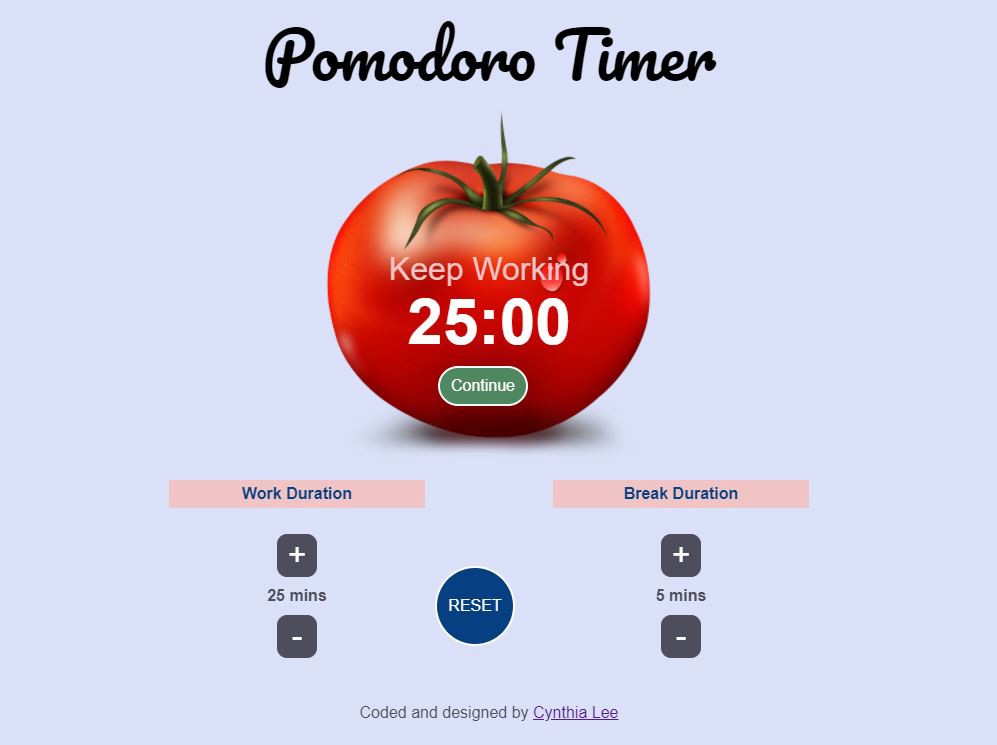 Pomodoro Timer
Keep Working
25:00
Continue
Work Duration
+
25 mins
-
RESET
Break Duration
+
5 mins
-
Coded and designed by Cynthia Lee